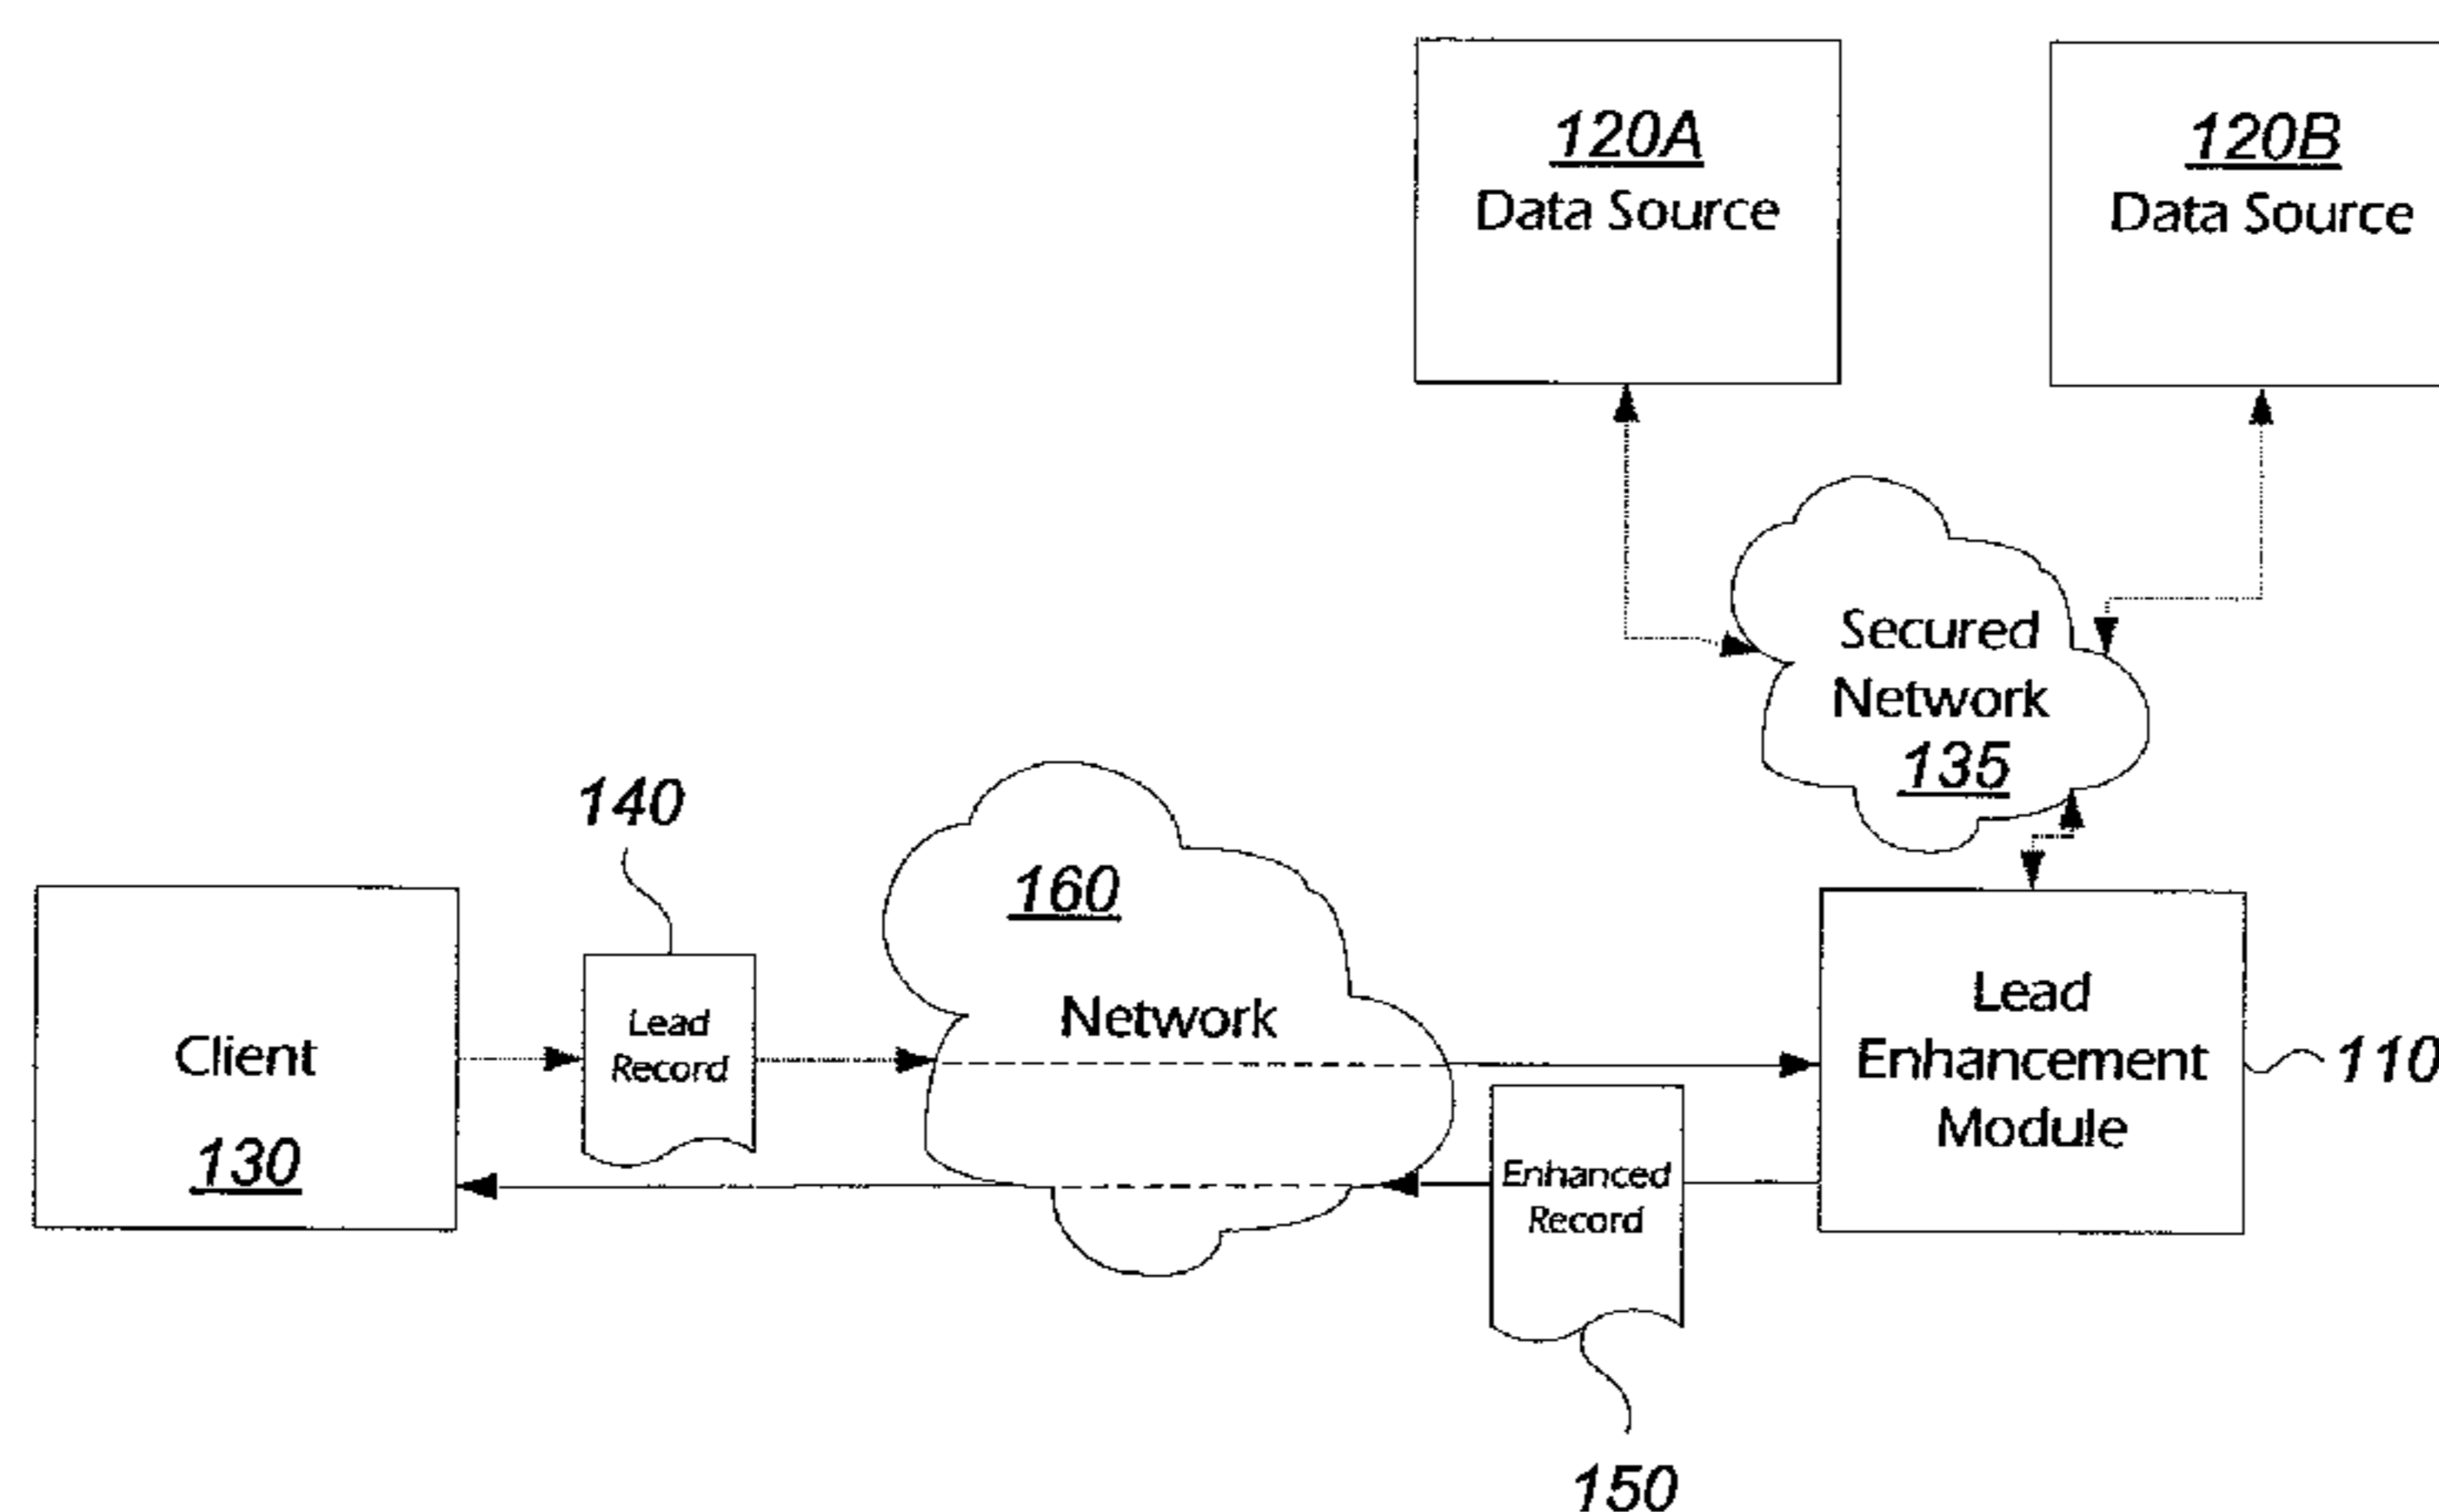 120A
Data Source
120B
Data Source
Secured
Network
135
140
160
Network
Client
130
Lead
Record
Lead
Enhancement
Module
110
Enhanced
Record
150